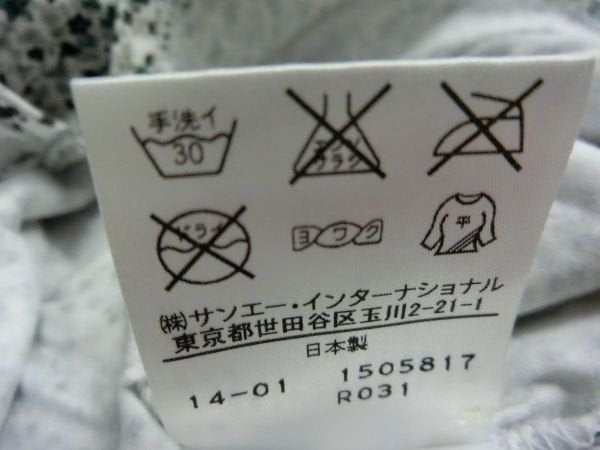 手洗イ
30
エンソ
サラシ
ドライ
ヨワク
平
(株)サンエー・インターナショナル
東京都世田谷区玉川2-21-1
日本製
14-01 1505817
R031